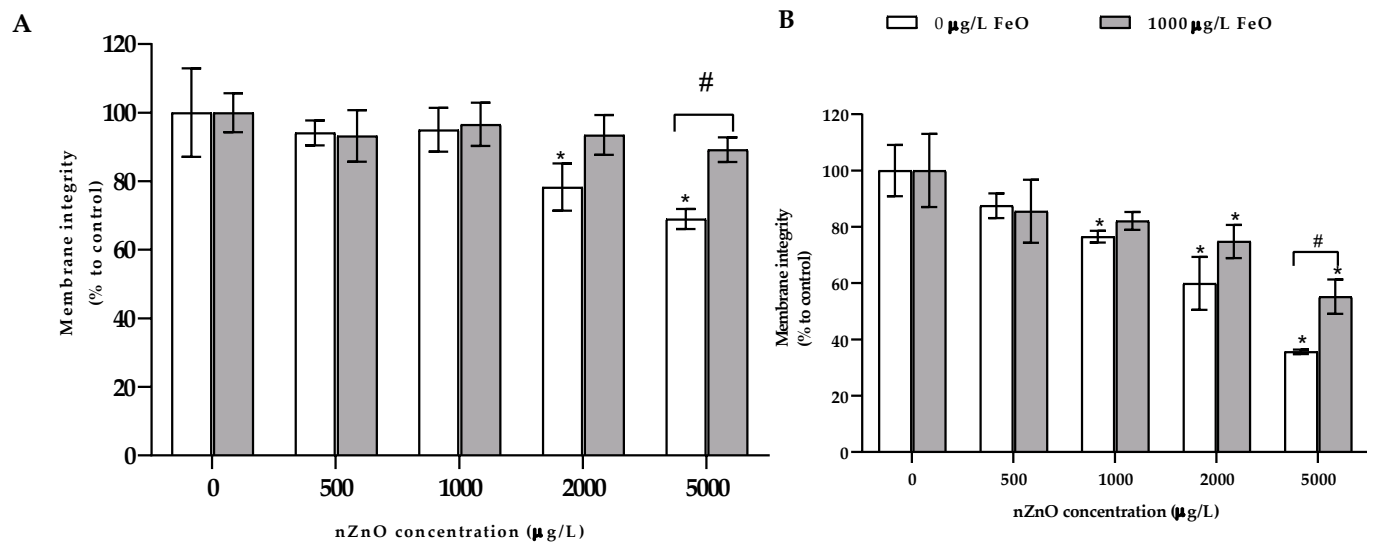 A
120
100
80
60
40
20
0
Membrane integrity
(% to control)
*
*
#
0 500 1000 2000 5000
nZnO concentration (µg/L)
B
0 µg/L FeO 1000 µg/L FeO
120
100
80
60
40
20
0
Membrane integrity
(% to control)
*
*
*
*
*
#
0 500 1000 2000 5000
nZnO concentration (µg/L)